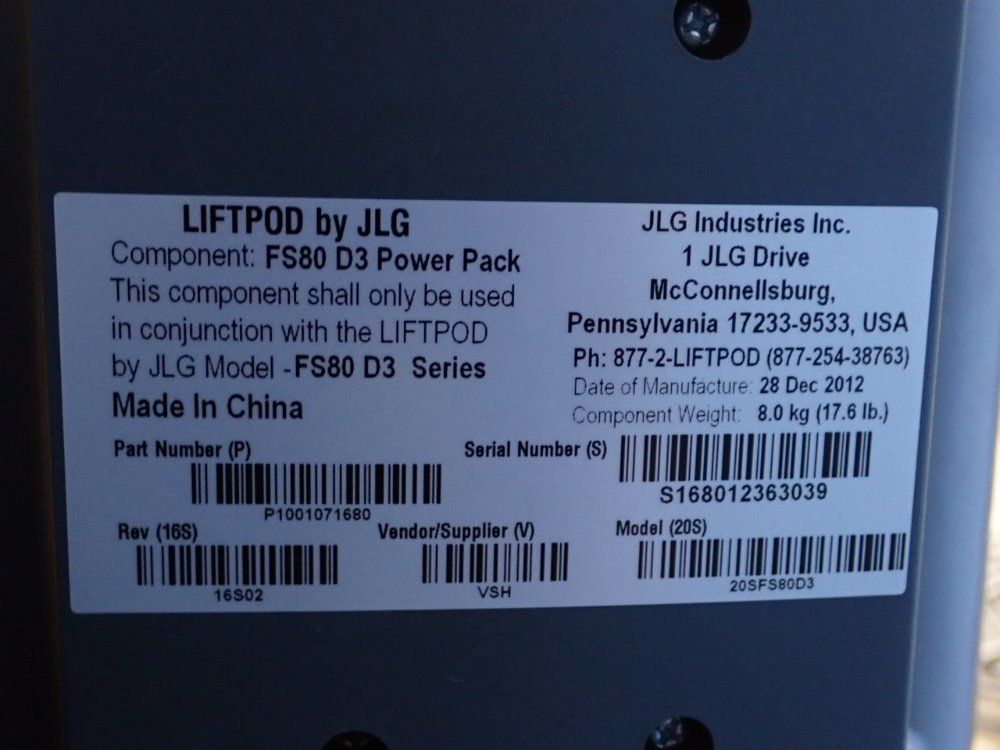 LIFTPOD by JLG
Component: FS80 D3 Power Pack
This component shall only be used
in conjunction with the LIFTPOD
by JLG Model -FS80 D3 Series
Made In China
JLG Industries Inc.
1 JLG Drive
McConnellsburg,
Pennsylvania 17233-9533, USA
Ph: 877-2-LIFTPOD (877-254-38763)
Date of Manufacture: 28 Dec 2012
Component Weight: 8.0 kg (17.6 lb.)
Part Number (P)
P1001071680
Serial Number (S)
S168012363039
Rev (16S)
16S02
Vendor/Supplier (V)
VSH
Model (20S)
20SFS80D3